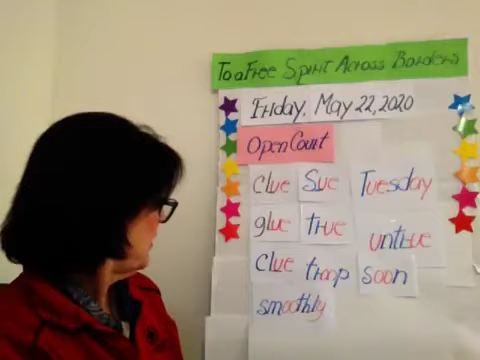 To a Free Spirit Across Borders
Friday, May 22, 2020
Open Court
clue Sue Tuesday
glue true untrue
clue troop soon
smoothly